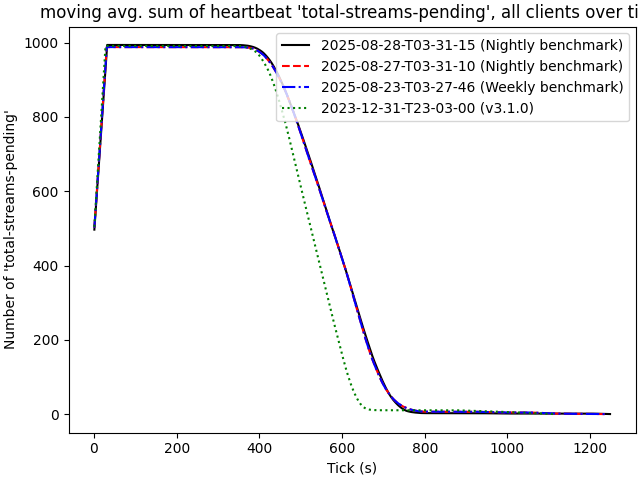 moving avg. sum of heartbeat 'total-streams-pending', all clients over ti
2025-08-28-T03-31-15 (Nightly benchmark)
2025-08-27-T03-31-10 (Nightly benchmark)
2025-08-23-T03-27-46 (Weekly benchmark)
2023-12-31-T23-03-00 (v3.1.0)
Number of 'total-streams-pending'
1000
800
600
400
200
0
0 200 400 600 800 1000 1200
Tick (s)